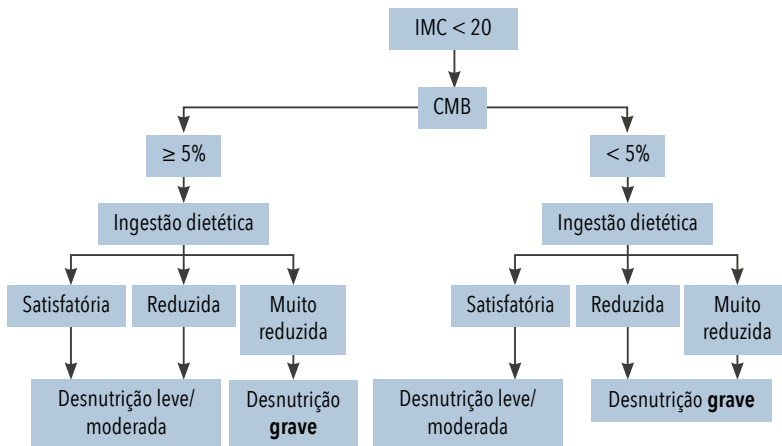 IMC < 20
CMB
≥ 5%
< 5%
Ingestão dietética
Ingestão dietética
Satisfatória
Reduzida
Muito
reduzida
Satisfatória
Reduzida
Muito
reduzida
Desnutrição leve/
moderada
Desnutrição
grave
Desnutrição leve/
moderada
Desnutrição grave